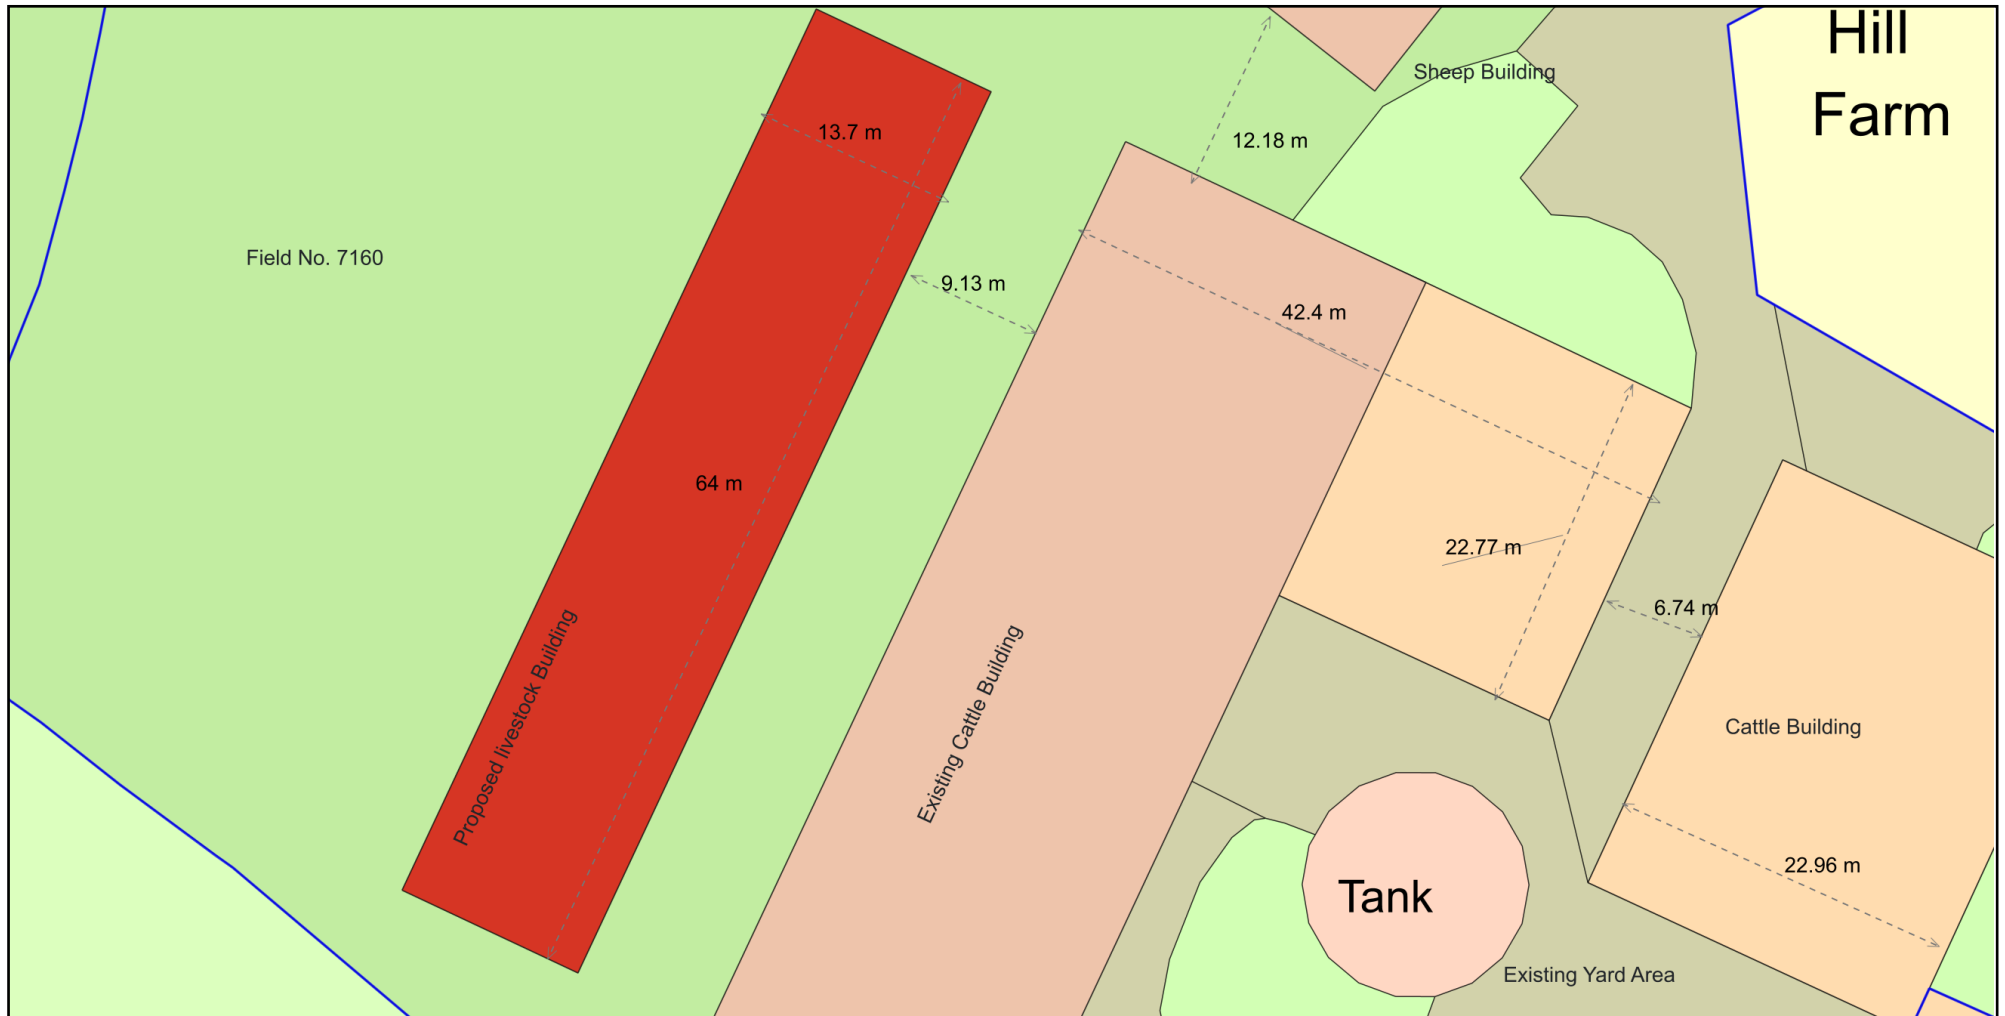 Hill
Farm
Sheep Building
13.7 m
12.18 m
Field No. 7160
9.13 m
42.4 m
64 m
22.77 m
6.74 m
Proposed livestock Building
Existing Cattle Building
Cattle Building
22.96 m
Tank
Existing Yard Area